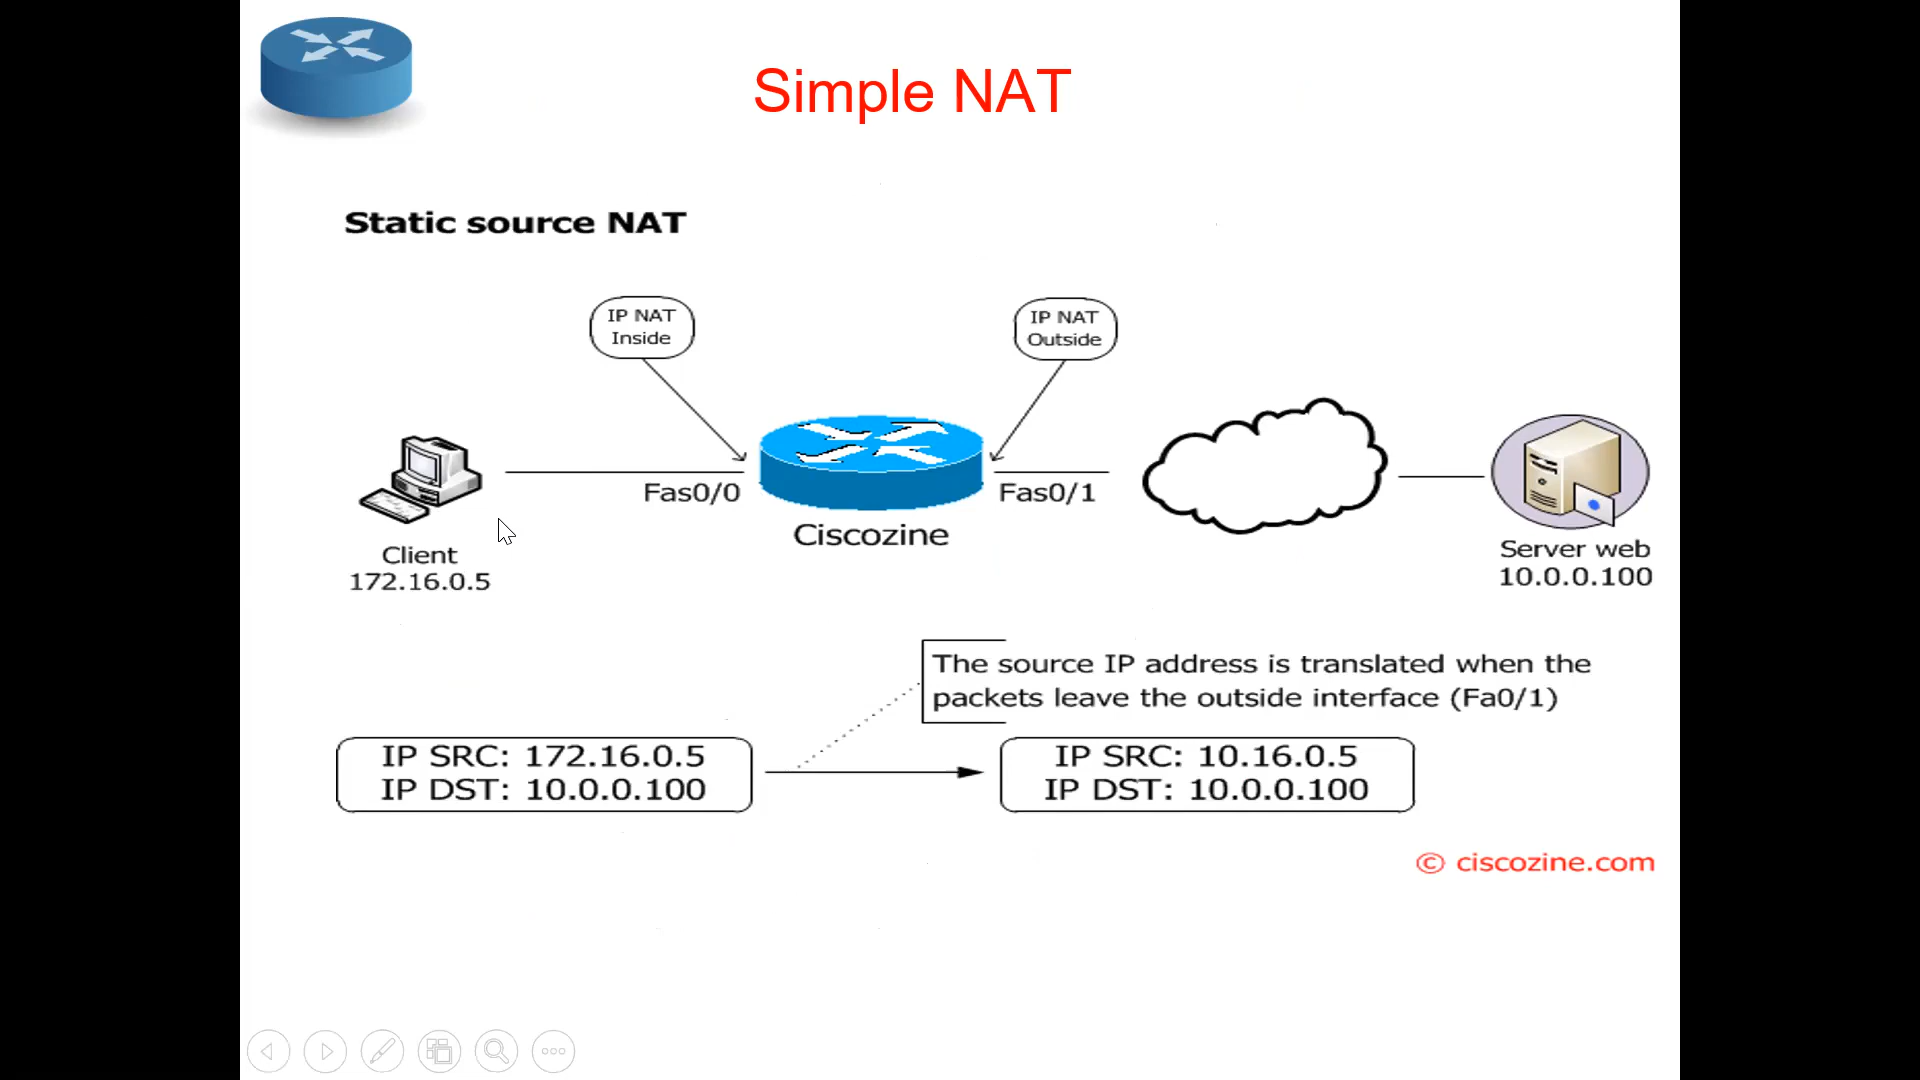 Simple NAT
Static source NAT
IP NAT
Inside
IP NAT
Outside
Fas0/0
Fas0/1
Ciscozine
Client
172.16.0.5
Server web
10.0.0.100
The source IP address is translated when the
packets leave the outside interface (Fa0/1)
IP SRC: 172.16.0.5
IP DST: 10.0.0.100
IP SRC: 10.16.0.5
IP DST: 10.0.0.100
© ciscozine.com